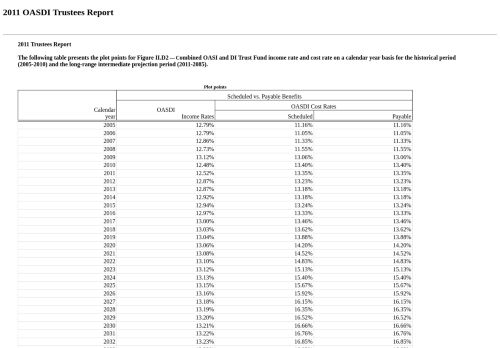 2011 OASDI Trustees Report
2011 Trustees Report
The following table presents the plot points for Figure II.D2 — Combined OASI and DI Trust Fund income rate and cost rate on a calendar year basis for the historical period
(2005-2010) and the long-range intermediate projection period (2011-2085).
Plot points
Scheduled vs. Payable Benefits
Calendar year OASDI Income Rates OASDI Cost Rates
Scheduled Payable
2005 12.79% 11.16% 11.16%
2006 12.79% 11.05% 11.05%
2007 12.86% 11.33% 11.33%
2008 12.73% 11.55% 11.55%
2009 13.12% 13.06% 13.06%
2010 12.48% 13.40% 13.40%
2011 12.52% 13.35% 13.35%
2012 12.87% 13.23% 13.23%
2013 12.87% 13.18% 13.18%
2014 12.92% 13.18% 13.18%
2015 12.94% 13.24% 13.24%
2016 12.97% 13.33% 13.33%
2017 13.00% 13.46% 13.46%
2018 13.03% 13.62% 13.62%
2019 13.04% 13.88% 13.88%
2020 13.06% 14.20% 14.20%
2021 13.08% 14.52% 14.52%
2022 13.10% 14.83% 14.83%
2023 13.12% 15.13% 15.13%
2024 13.13% 15.40% 15.40%
2025 13.15% 15.67% 15.67%
2026 13.16% 15.92% 15.92%
2027 13.18% 16.15% 16.15%
2028 13.19% 16.35% 16.35%
2029 13.20% 16.52% 16.52%
2030 13.21% 16.66% 16.66%
2031 13.22% 16.76% 16.76%
2032 13.23% 16.85% 16.85%